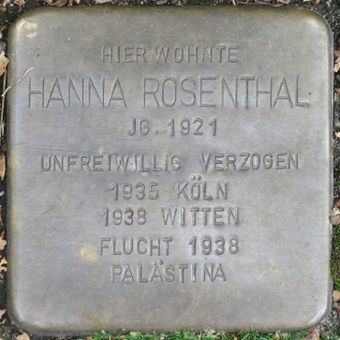 HIER WOHNTE
HANNA ROSENTHAL
JG. 1921
UNFREIWILLIG VERZOGEN
1935 KÖLN
1938 WITTEN
FLUCHT 1938
PALÄSTINA